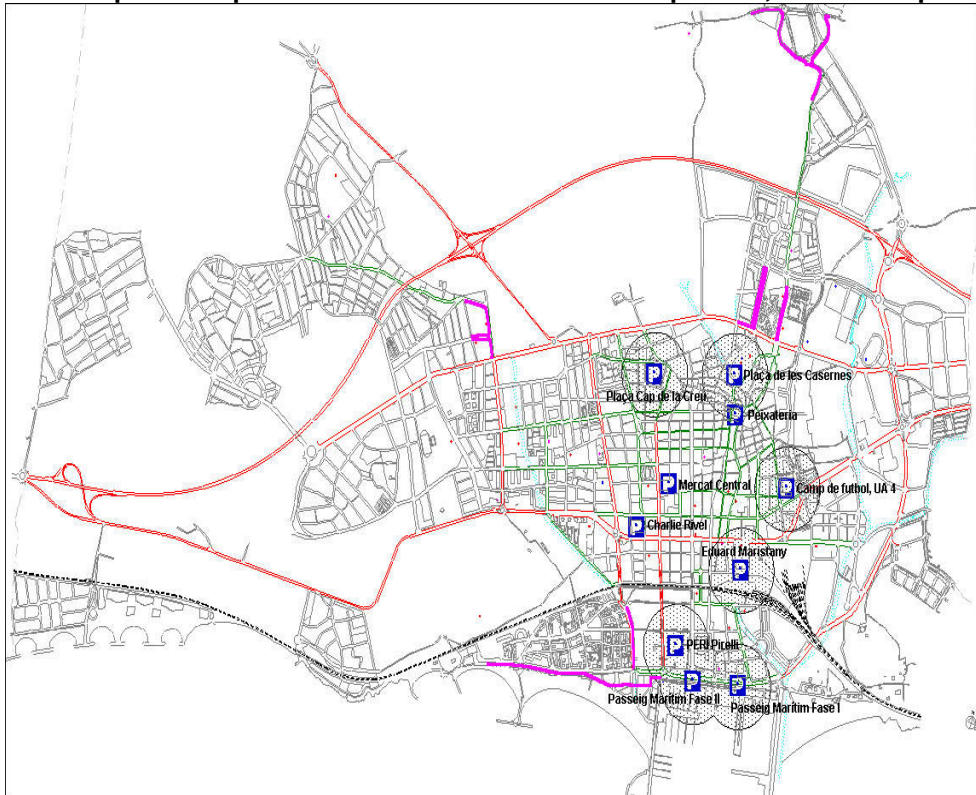 P
P
Plaça de les Casernes
Plaça Cap de la Creu
P
Peixateria
P
Mercat Central
P
Camp de futbol, UA 4
P
Charlie Rivel
Eduard Maristany
P
P
PERI Pirelli
P
P
Passeig Marítim Fase II
Passeig Marítim Fase I